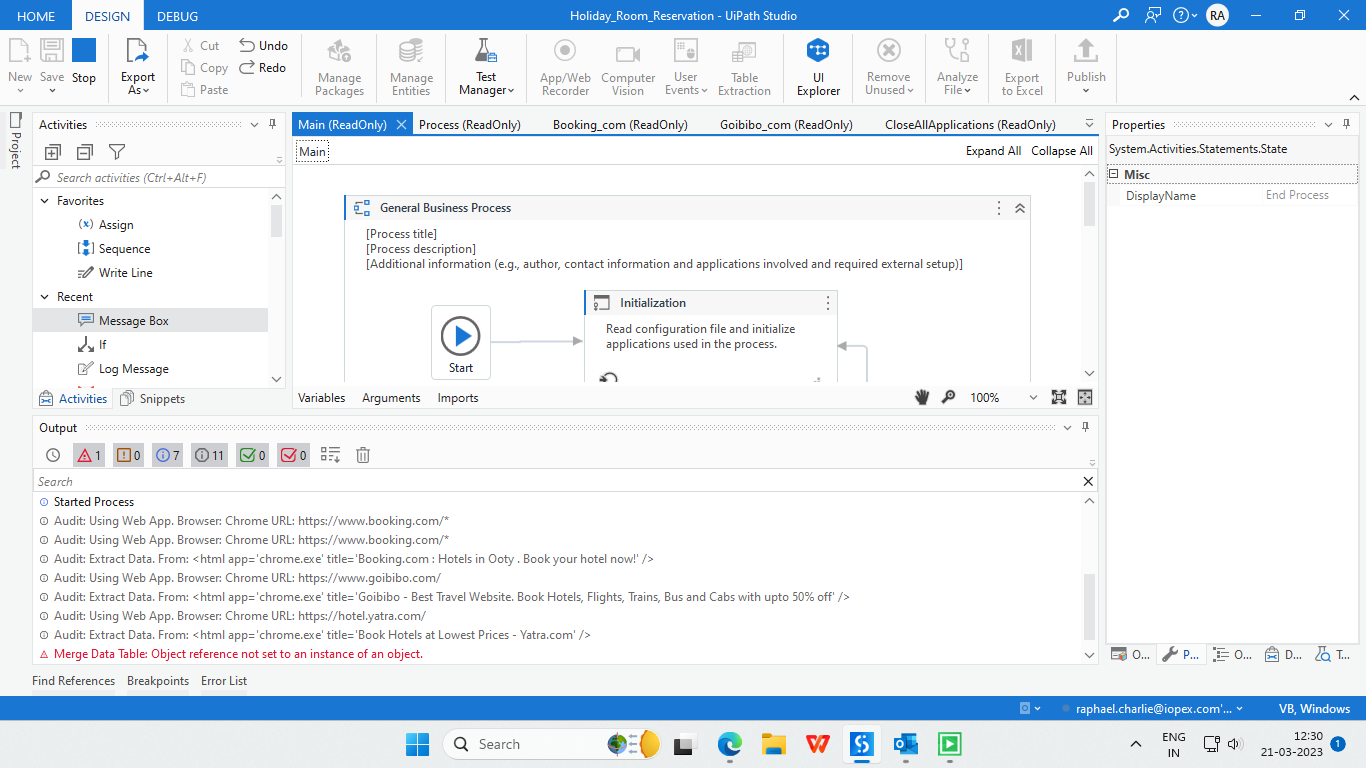 HOME DESIGN DEBUG Holiday_Room_Reservation - UiPath Studio RA
New Save Stop Export As Cut Copy Paste Undo Redo Manage Packages Manage Entities Test Manager App/Web Recorder Computer Vision User Events Table Extraction UI Explorer Remove Unused Analyze File Export to Excel Publish
Project
Activities
Search activities (Ctrl+Alt+F)
Favorites
Assign
Sequence
Write Line
Recent
Message Box
If
Log Message
Activities Snippets
Main (ReadOnly) Process (ReadOnly) Booking_com (ReadOnly) Goibibo_com (ReadOnly) CloseAllApplications (ReadOnly)
Main Expand All Collapse All
General Business Process
[Process title]
[Process description]
[Additional information (e.g., author, contact information and applications involved and required external setup)]
Start
Initialization
Read configuration file and initialize
applications used in the process.
Variables Arguments Imports 100%
Properties
System.Activities.Statements.State
Misc
DisplayName End Process
O... P... O... D... T...
Output
1 0 7 11 0 0
Search
Started Process
Audit: Using Web App. Browser: Chrome URL: https://www.booking.com/*
Audit: Using Web App. Browser: Chrome URL: https://www.booking.com/*
Audit: Extract Data. From: <html app='chrome.exe' title='Booking.com : Hotels in Ooty . Book your hotel now!' />
Audit: Using Web App. Browser: Chrome URL: https://www.goibibo.com/
Audit: Extract Data. From: <html app='chrome.exe' title='Goibibo - Best Travel Website. Book Hotels, Flights, Trains, Bus and Cabs with upto 50% off' />
Audit: Using Web App. Browser: Chrome URL: https://hotel.yatra.com/
Audit: Extract Data. From: <html app='chrome.exe' title='Book Hotels at Lowest Prices - Yatra.com' />
Merge Data Table: Object reference not set to an instance of an object.
Find References Breakpoints Error List
raphael.charlie@iopex.com'... VB, Windows
Search
ENG
IN
12:30
21-03-2023
1